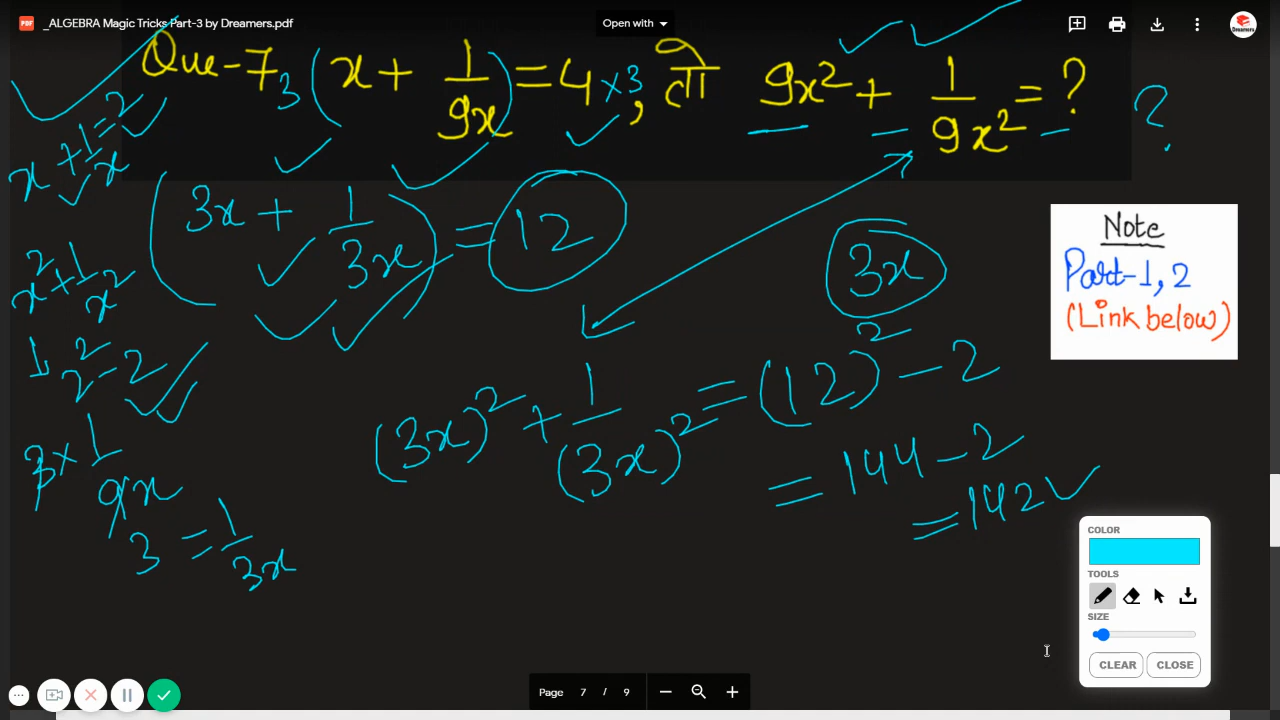 _ALGEBRA Magic Tricks Part-3 by Dreamers.pdf
Open with
Dreamers
Que-7 3(x + 1/9x) = 4×3, तो 9x² + 1/9x² = ? ?
x + 1/x = 2
(3x + 1/3x) = 12
3x
x² + 1/x²
2² - 2
(3x)² + 1/(3x)² = (12)² - 2
= 144 - 2
= 142
3 × 1/9x
3 = 1/3x
Note
Part-1, 2
(Link below)
COLOR
TOOLS
SIZE
CLEAR CLOSE
Page 7 / 9